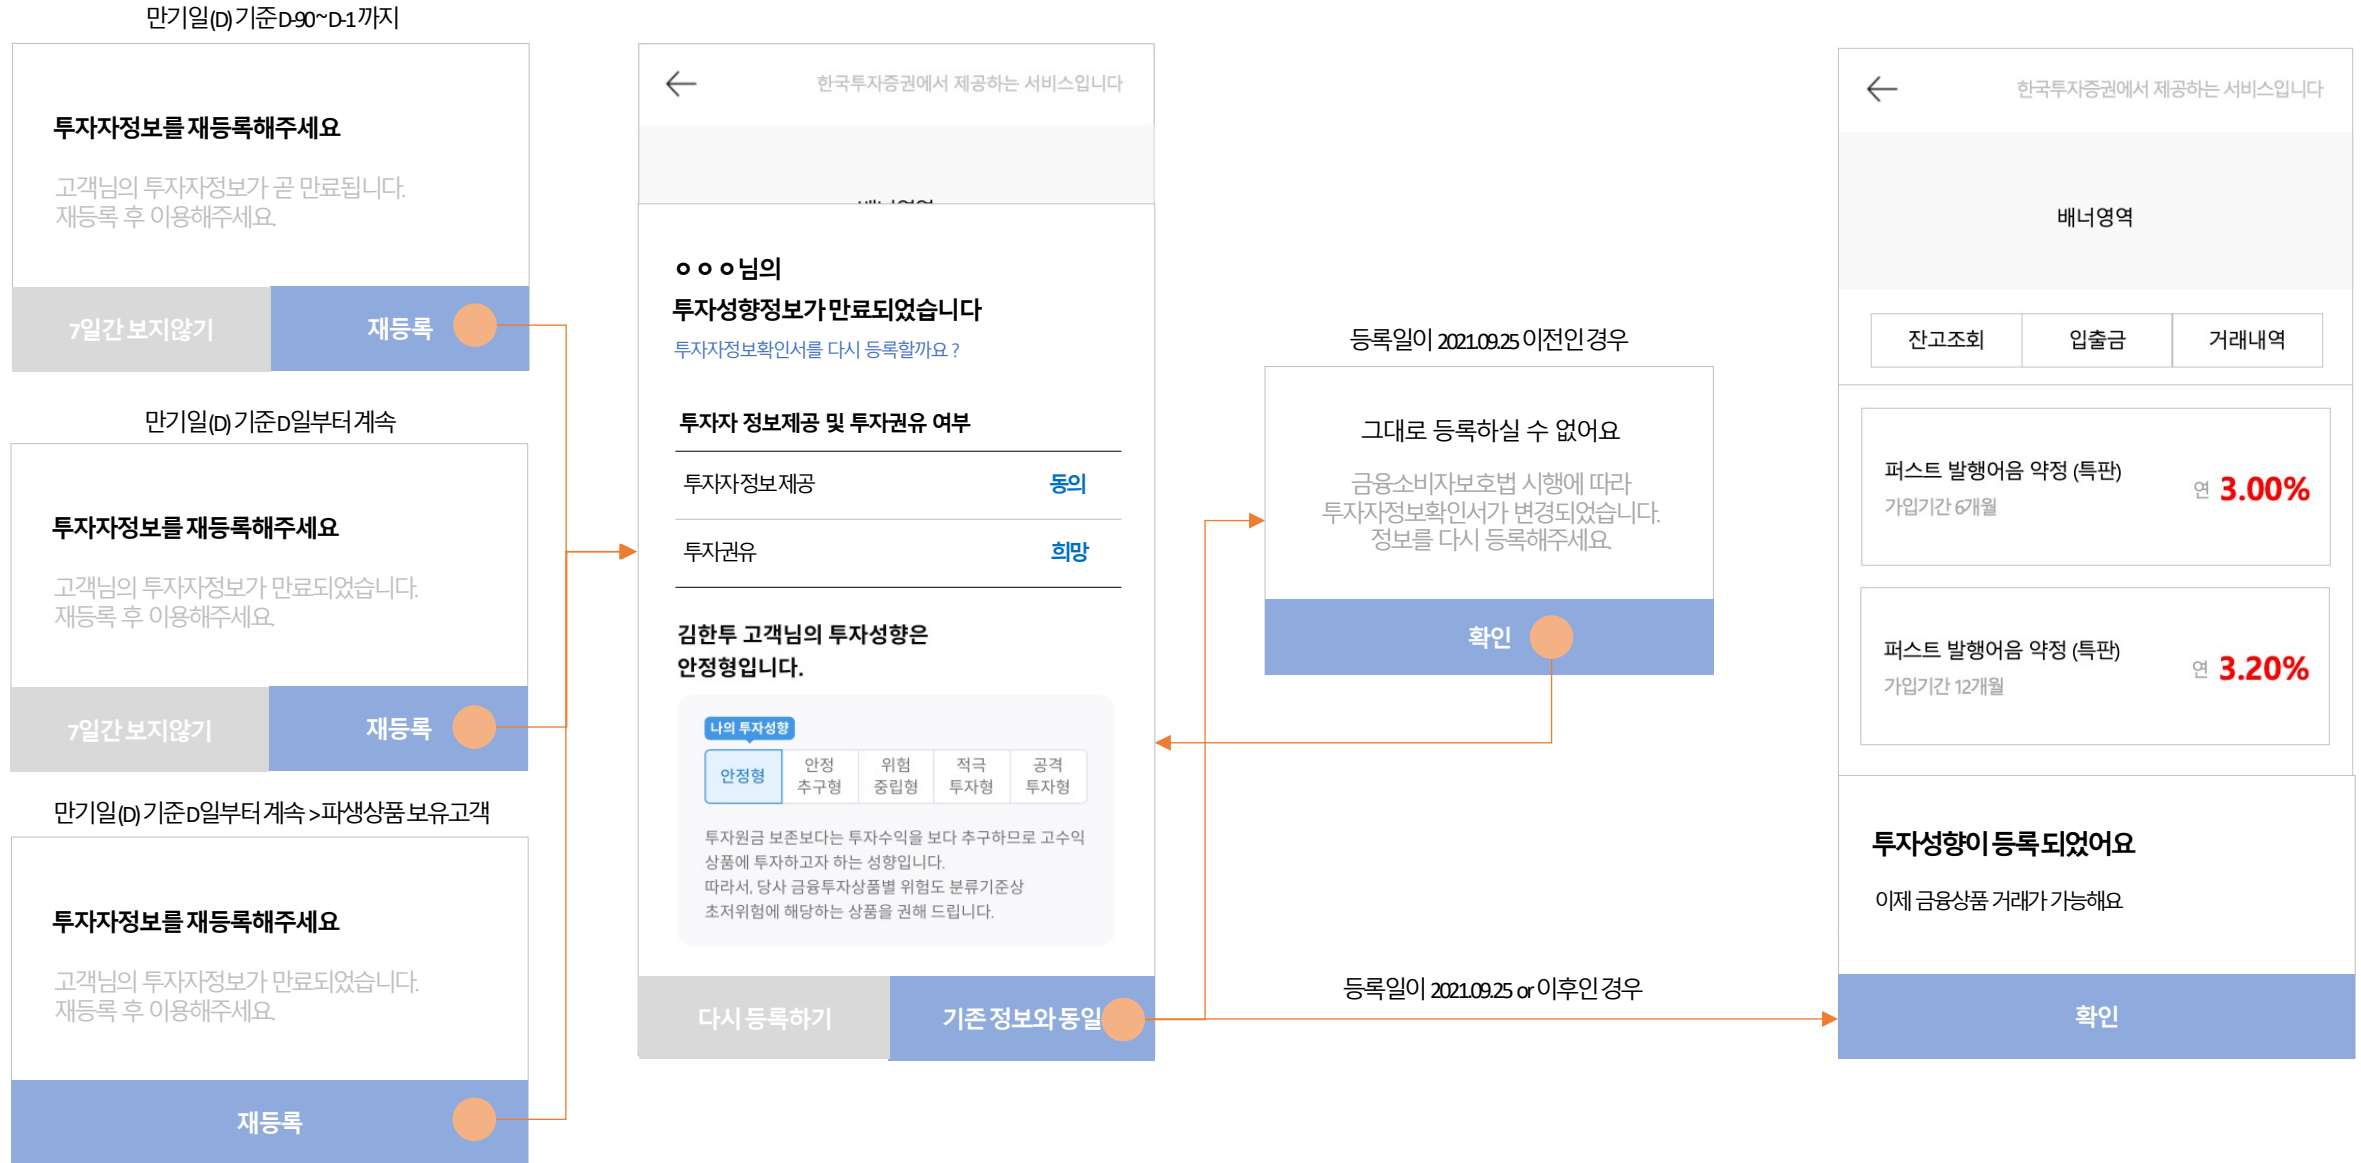 만기일(D) 기준 D-90 ~ D-1 까지
투자자정보를 재등록해주세요
고객님의 투자자정보가 곧 만료됩니다.
재등록 후 이용해주세요.
7일간 보지않기
재등록
만기일(D) 기준 D일부터 계속
투자자정보를 재등록해주세요
고객님의 투자자정보가 만료되었습니다.
재등록 후 이용해주세요.
7일간 보지않기
재등록
만기일(D) 기준 D일부터 계속 > 파생상품 보유고객
투자자정보를 재등록해주세요
고객님의 투자자정보가 만료되었습니다.
재등록 후 이용해주세요.
재등록
한국투자증권에서 제공하는 서비스입니다
ㅇㅇㅇ님의
투자성향정보가 만료되었습니다
투자자정보확인서를 다시 등록할까요 ?
투자자 정보제공 및 투자권유 여부
투자자 정보 제공
동의
투자권유
희망
김한투 고객님의 투자성향은
안정형입니다.
나의 투자성향
안정형
안정
추구형
위험
중립형
적극
투자형
공격
투자형
투자원금 보존보다는 투자수익을 보다 추구하므로 고수익
상품에 투자하고자 하는 성향입니다.
따라서, 당사 금융투자상품별 위험도 분류기준상
초저위험에 해당하는 상품을 권해 드립니다.
다시 등록하기
기존 정보와 동일
등록일이 2021.09.25 이전인 경우
그대로 등록하실 수 없어요
금융소비자보호법 시행에 따라
투자자정보확인서가 변경되었습니다.
정보를 다시 등록해주세요.
확인
등록일이 2021.09.25 or 이후인 경우
한국투자증권에서 제공하는 서비스입니다
배너영역
잔고조회
입출금
거래내역
퍼스트 발행어음 약정 (특판)
가입기간 6개월
연 3.00%
퍼스트 발행어음 약정 (특판)
가입기간 12개월
연 3.20%
투자성향이 등록 되었어요
이제 금융상품 거래가 가능해요
확인